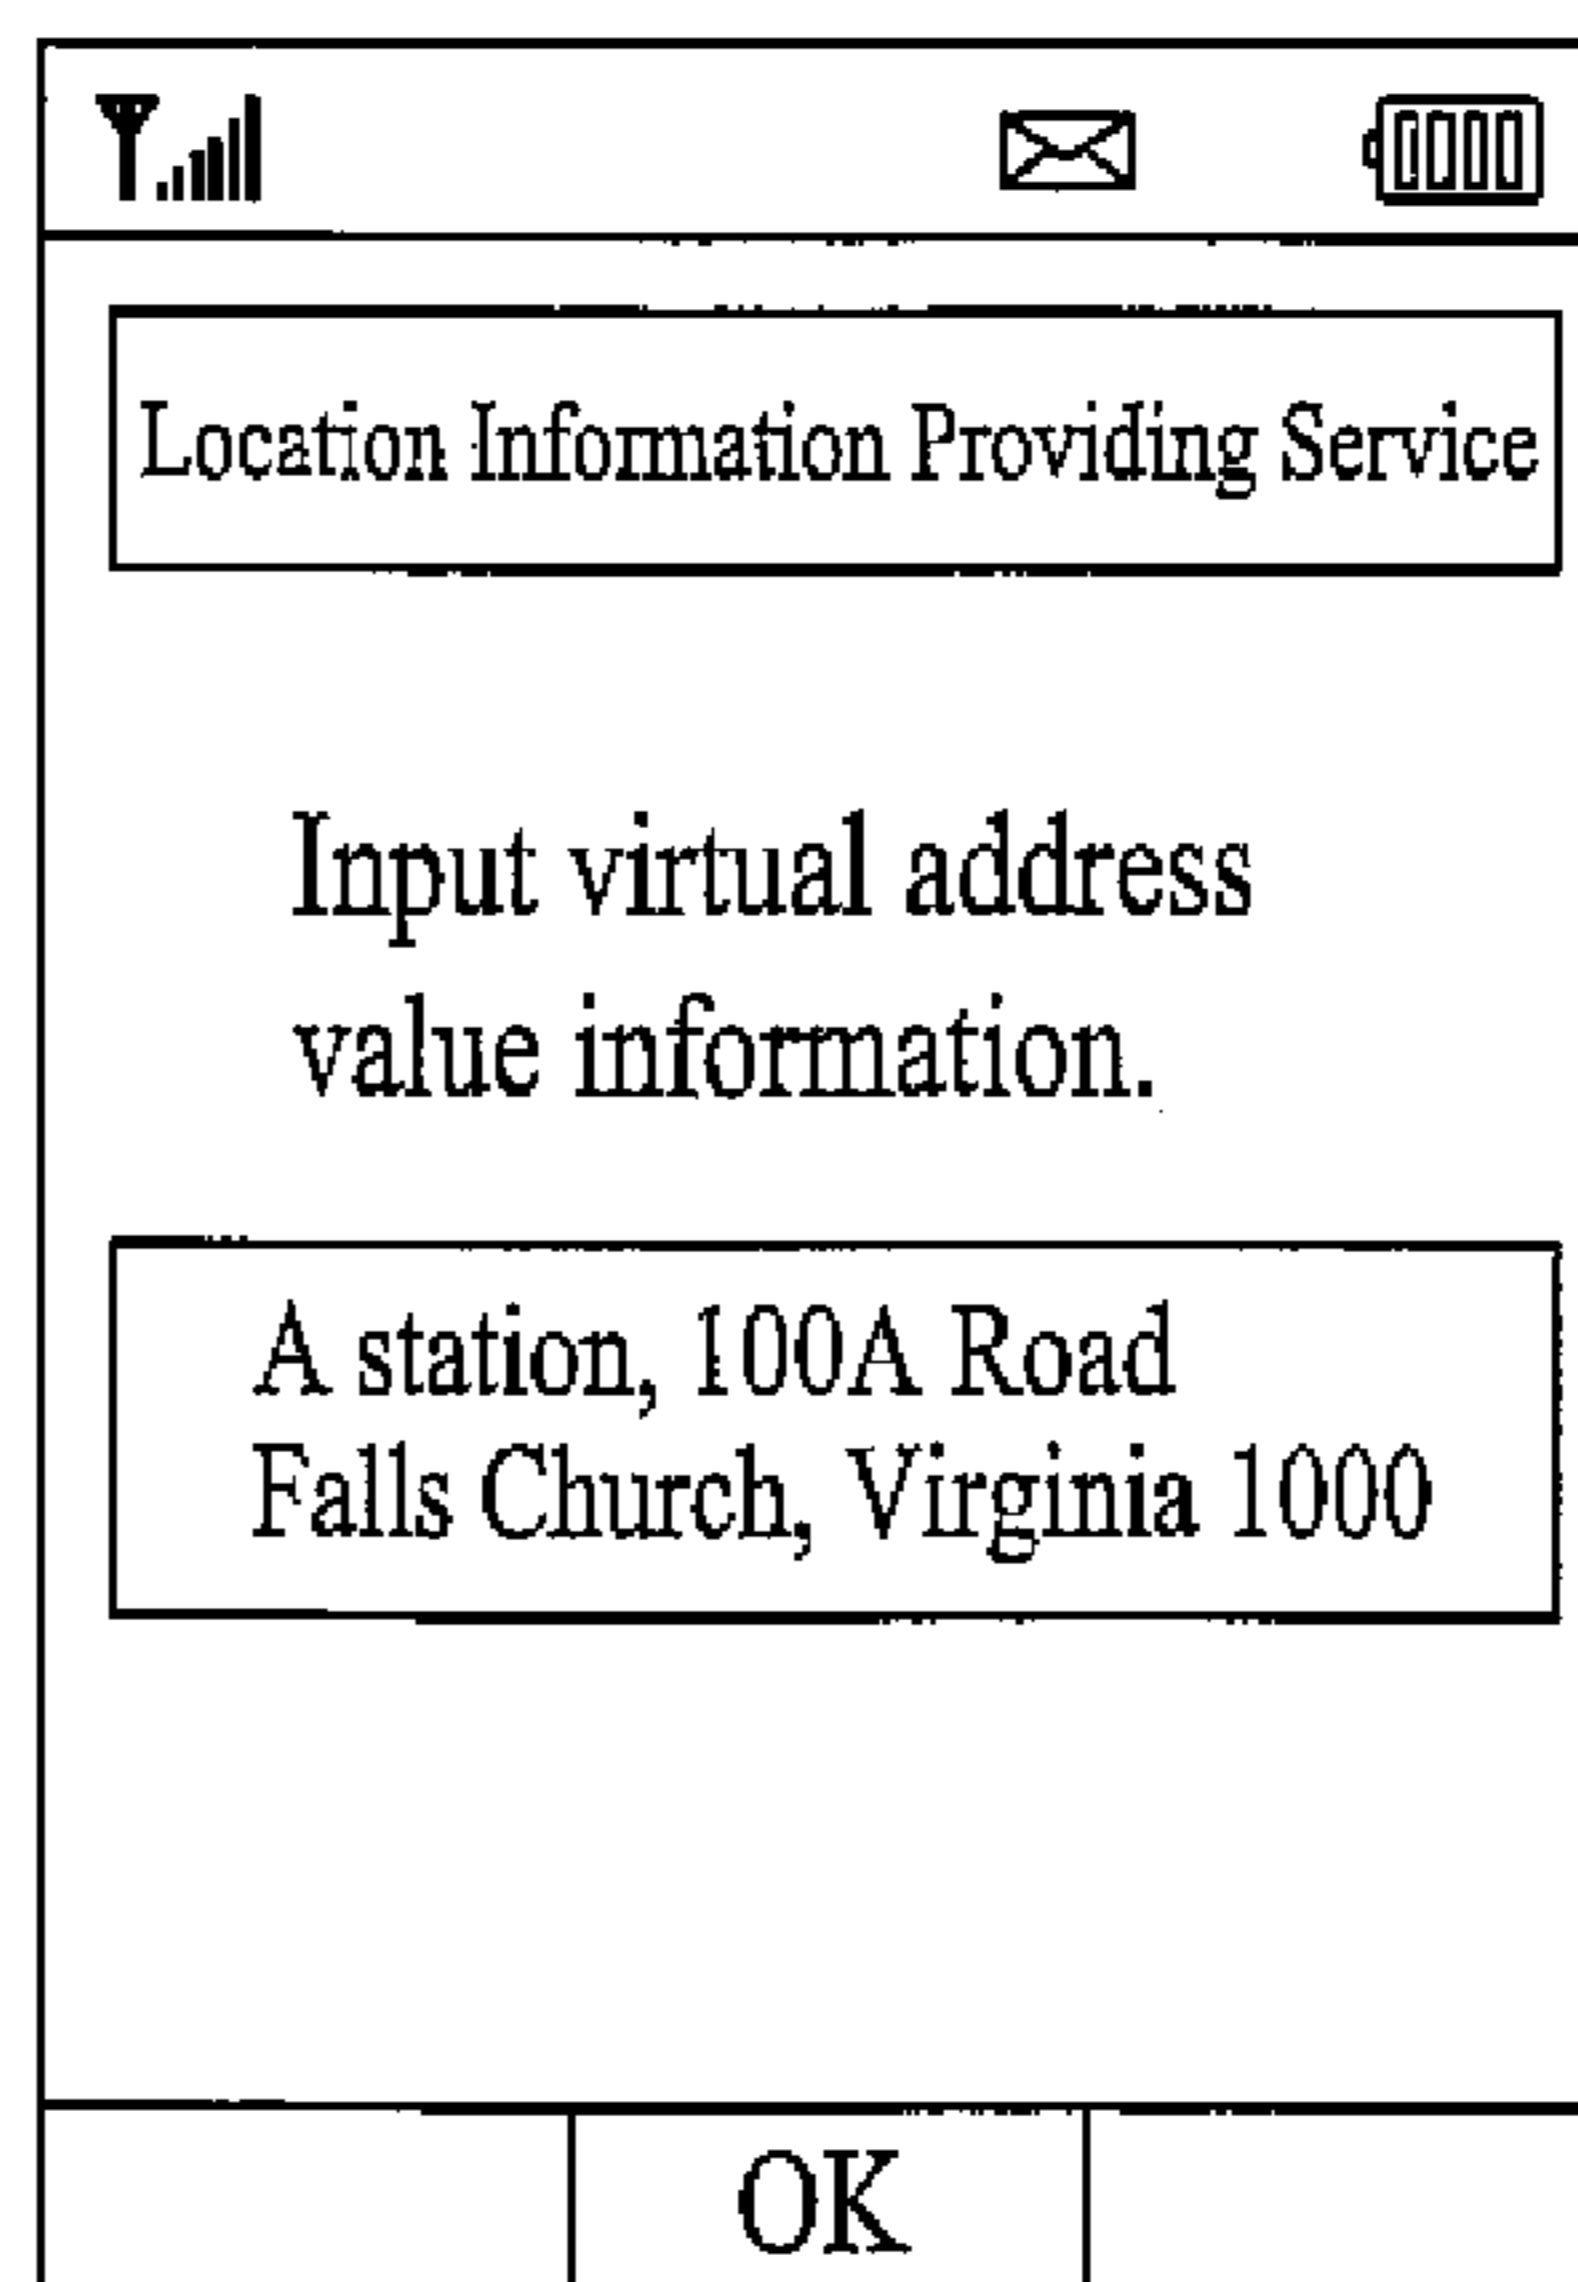 Location Information Providing Service
Input virtual address
value information.
A station, 100A Road
Falls Church, Virginia 1000
OK